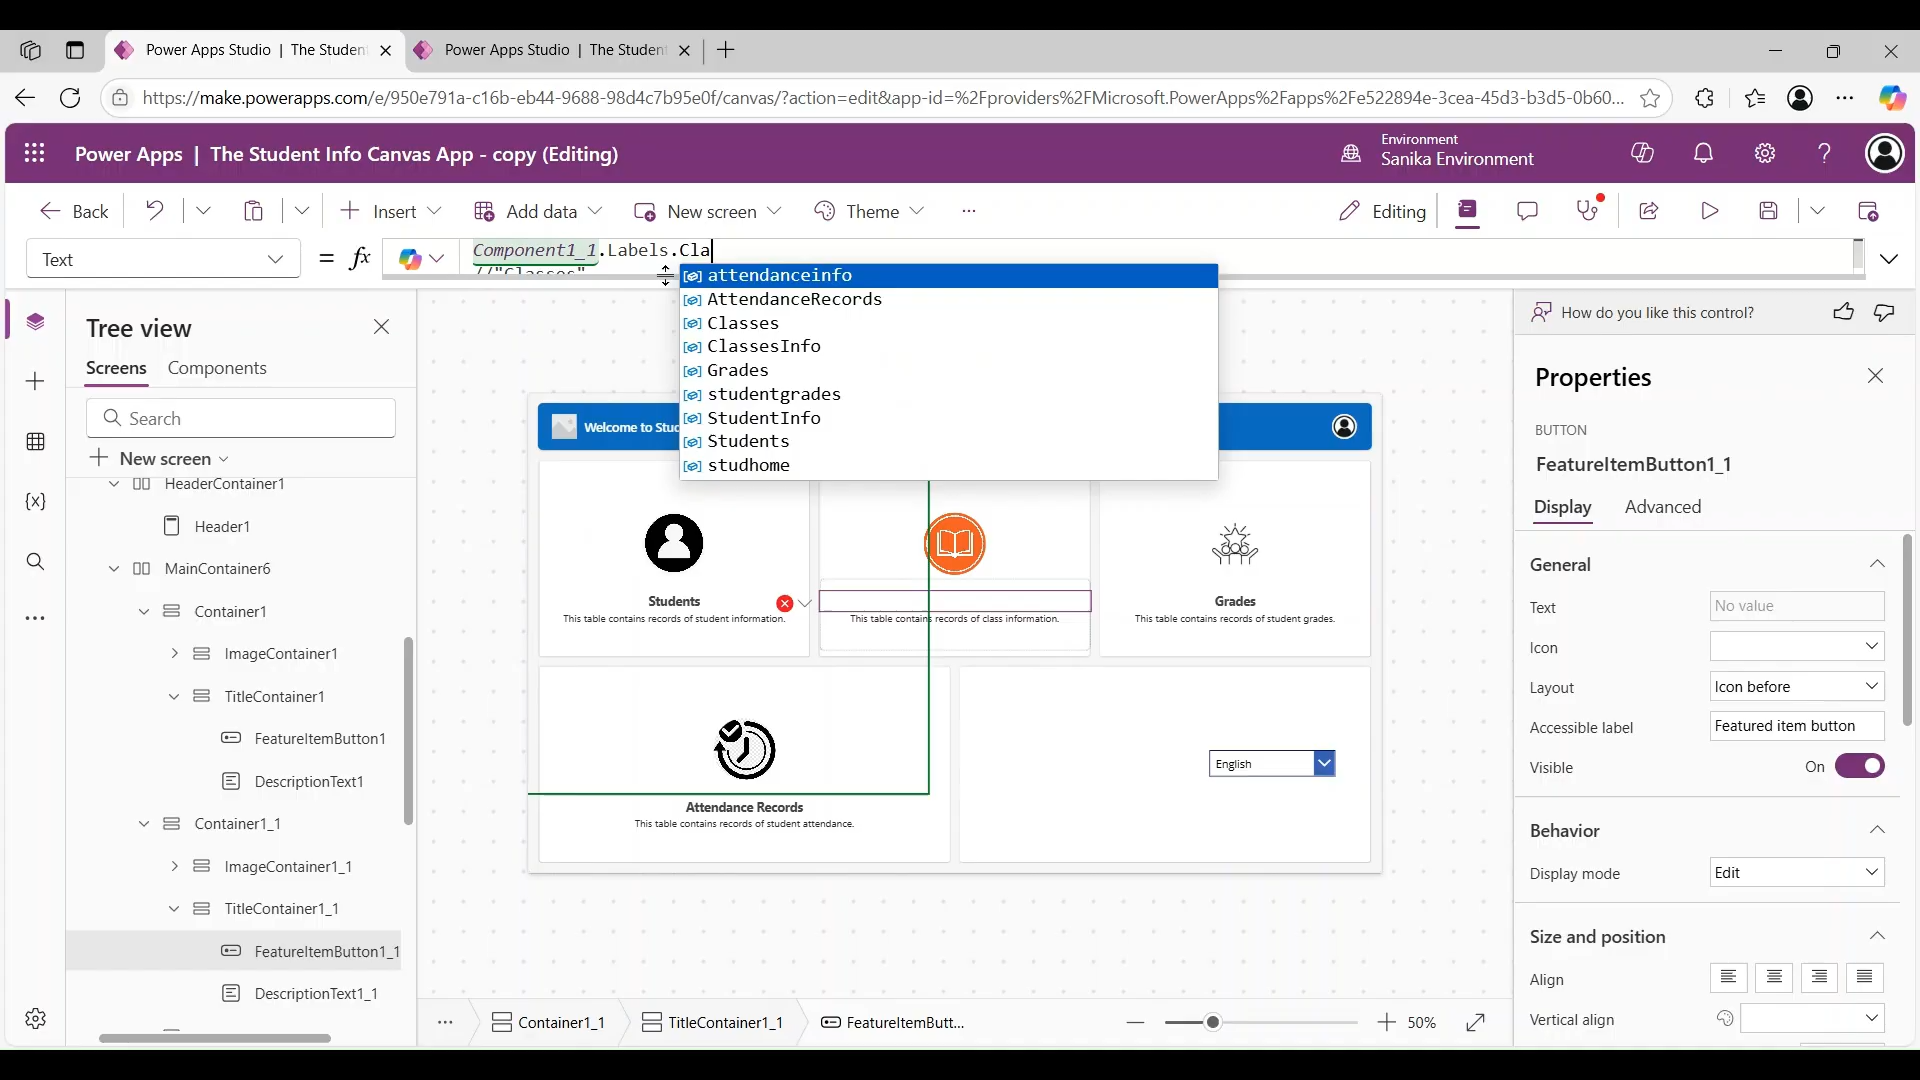 Power Apps Studio | The Student
Power Apps Studio | The Student
https://make.powerapps.com/e/950e791a-c16b-eb44-9688-98d4c7b95e0f/canvas/?action=edit&app-id=%2Fproviders%2FMicrosoft.PowerApps%2Fapps%2Fe522894e-3cea-45d3-b3d5-0b60...
Power Apps | The Student Info Canvas App - copy (Editing)
Environment
Sanika Environment
Back
Insert
Add data
New screen
Theme
...
Editing
Text
= fx
Component1_1.Labels.Cla
//"Classes"
attendanceinfo
AttendanceRecords
Classes
ClassesInfo
Grades
studentgrades
StudentInfo
Students
studhome
Tree view
Screens
Components
Search
New screen
HeaderContainer1
Header1
MainContainer6
Container1
ImageContainer1
TitleContainer1
FeatureItemButton1
DescriptionText1
Container1_1
ImageContainer1_1
TitleContainer1_1
FeatureItemButton1_1
DescriptionText1_1
Welcome to Stuc
Students
This table contains records of student information.
This table contains records of class information.
Grades
This table contains records of student grades.
Attendance Records
This table contains records of student attendance.
English
Container1_1
TitleContainer1_1
FeatureItemButt...
50%
How do you like this control?
Properties
BUTTON
FeatureItemButton1_1
Display
Advanced
General
Text
No value
Icon
Layout
Icon before
Accessible label
Featured item button
Visible
On
Behavior
Display mode
Edit
Size and position
Align
Vertical align